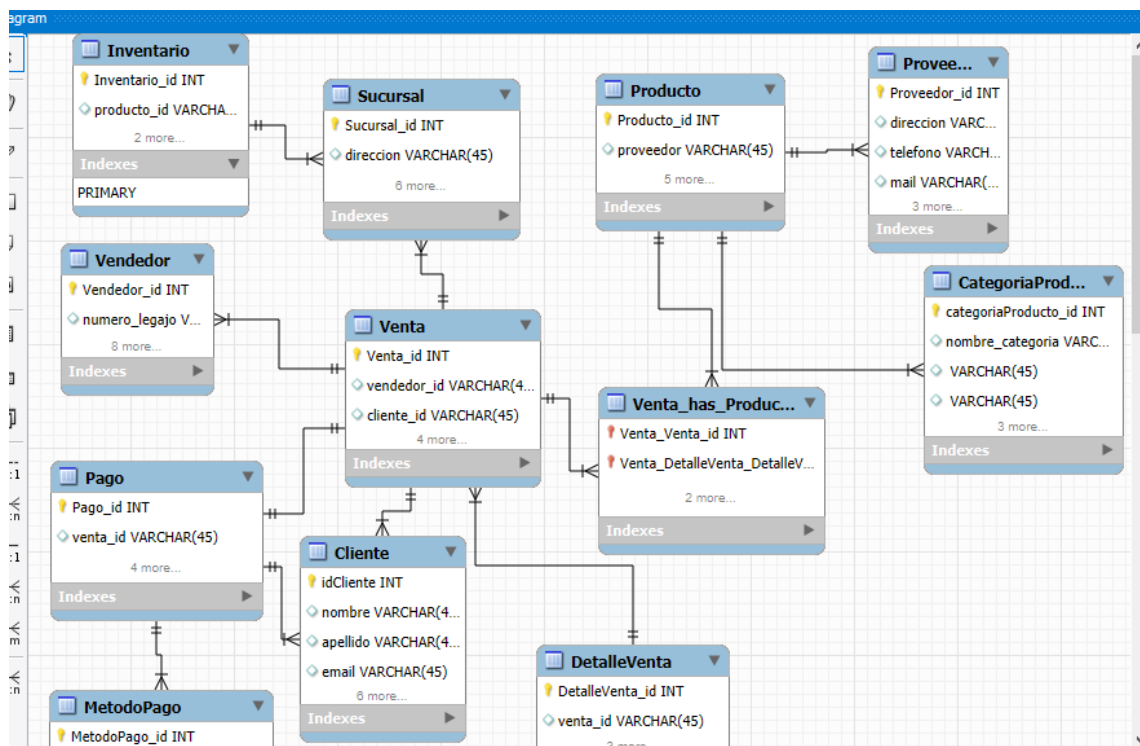 agram
Inventario
Inventario_id INT
producto_id VARCHA...
2 more...
Indexes
PRIMARY
Sucursal
Sucursal_id INT
direccion VARCHAR(45)
6 more...
Indexes
Producto
Producto_id INT
proveedor VARCHAR(45)
5 more...
Indexes
Provee...
Proveedor_id INT
direccion VARC...
telefono VARCH...
mail VARCHAR(...
3 more...
Indexes
Vendedor
Vendedor_id INT
numero_legajo V...
8 more...
Indexes
Venta
Venta_id INT
vendedor_id VARCHAR(4...
cliente_id VARCHAR(45)
4 more...
Indexes
CategoriaProd...
categoriaProducto_id INT
nombre_categoria VARC...
VARCHAR(45)
VARCHAR(45)
3 more...
Indexes
Venta_has_Produc...
Venta_Venta_id INT
Venta_DetalleVenta_DetalleV...
2 more...
Indexes
Pago
Pago_id INT
venta_id VARCHAR(45)
4 more...
Indexes
Cliente
idCliente INT
nombre VARCHAR(4...
apellido VARCHAR(4...
email VARCHAR(45)
6 more...
Indexes
DetalleVenta
DetalleVenta_id INT
venta_id VARCHAR(45)
MetodoPago
MetodoPago_id INT
:1
:n
:1
:n
:m
:n